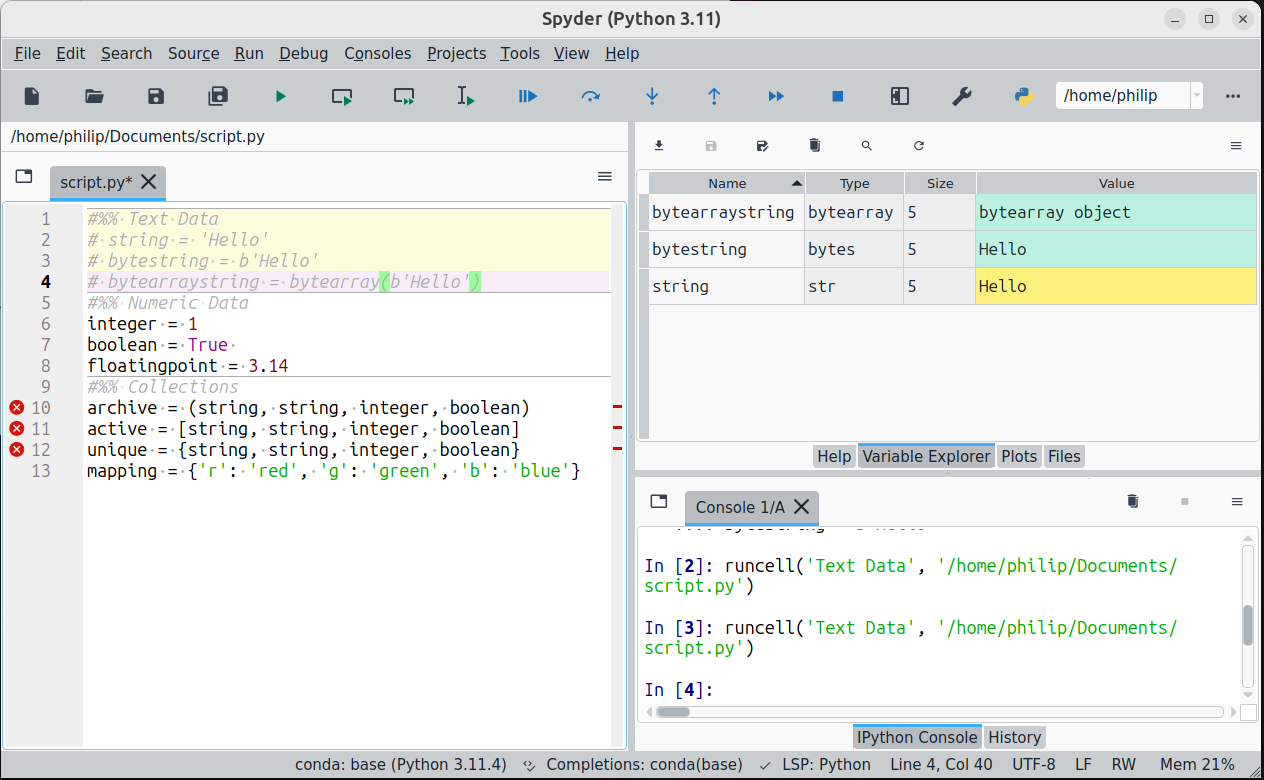 Spyder (Python 3.11)
File Edit Search Source Run Debug Consoles Projects Tools View Help
/home/philip
/home/philip/Documents/script.py
script.py*
1 #%% Text Data
2 # string = 'Hello'
3 # bytestring = b'Hello'
4 # bytearraystring = bytearray(b'Hello')
5 #%% Numeric Data
6 integer = 1
7 boolean = True
8 floatingpoint = 3.14
9 #%% Collections
10 archive = (string, string, integer, boolean)
11 active = [string, string, integer, boolean]
12 unique = {string, string, integer, boolean}
13 mapping = {'r': 'red', 'g': 'green', 'b': 'blue'}
Name Type Size Value
bytearraystring bytearray 5 bytearray object
bytestring bytes 5 Hello
string str 5 Hello
Help Variable Explorer Plots Files
Console 1/A
In [2]: runcell('Text Data', '/home/philip/Documents/
script.py')
In [3]: runcell('Text Data', '/home/philip/Documents/
script.py')
In [4]:
IPython Console History
conda: base (Python 3.11.4) Completions: conda(base) LSP: Python Line 4, Col 40 UTF-8 LF RW Mem 21%